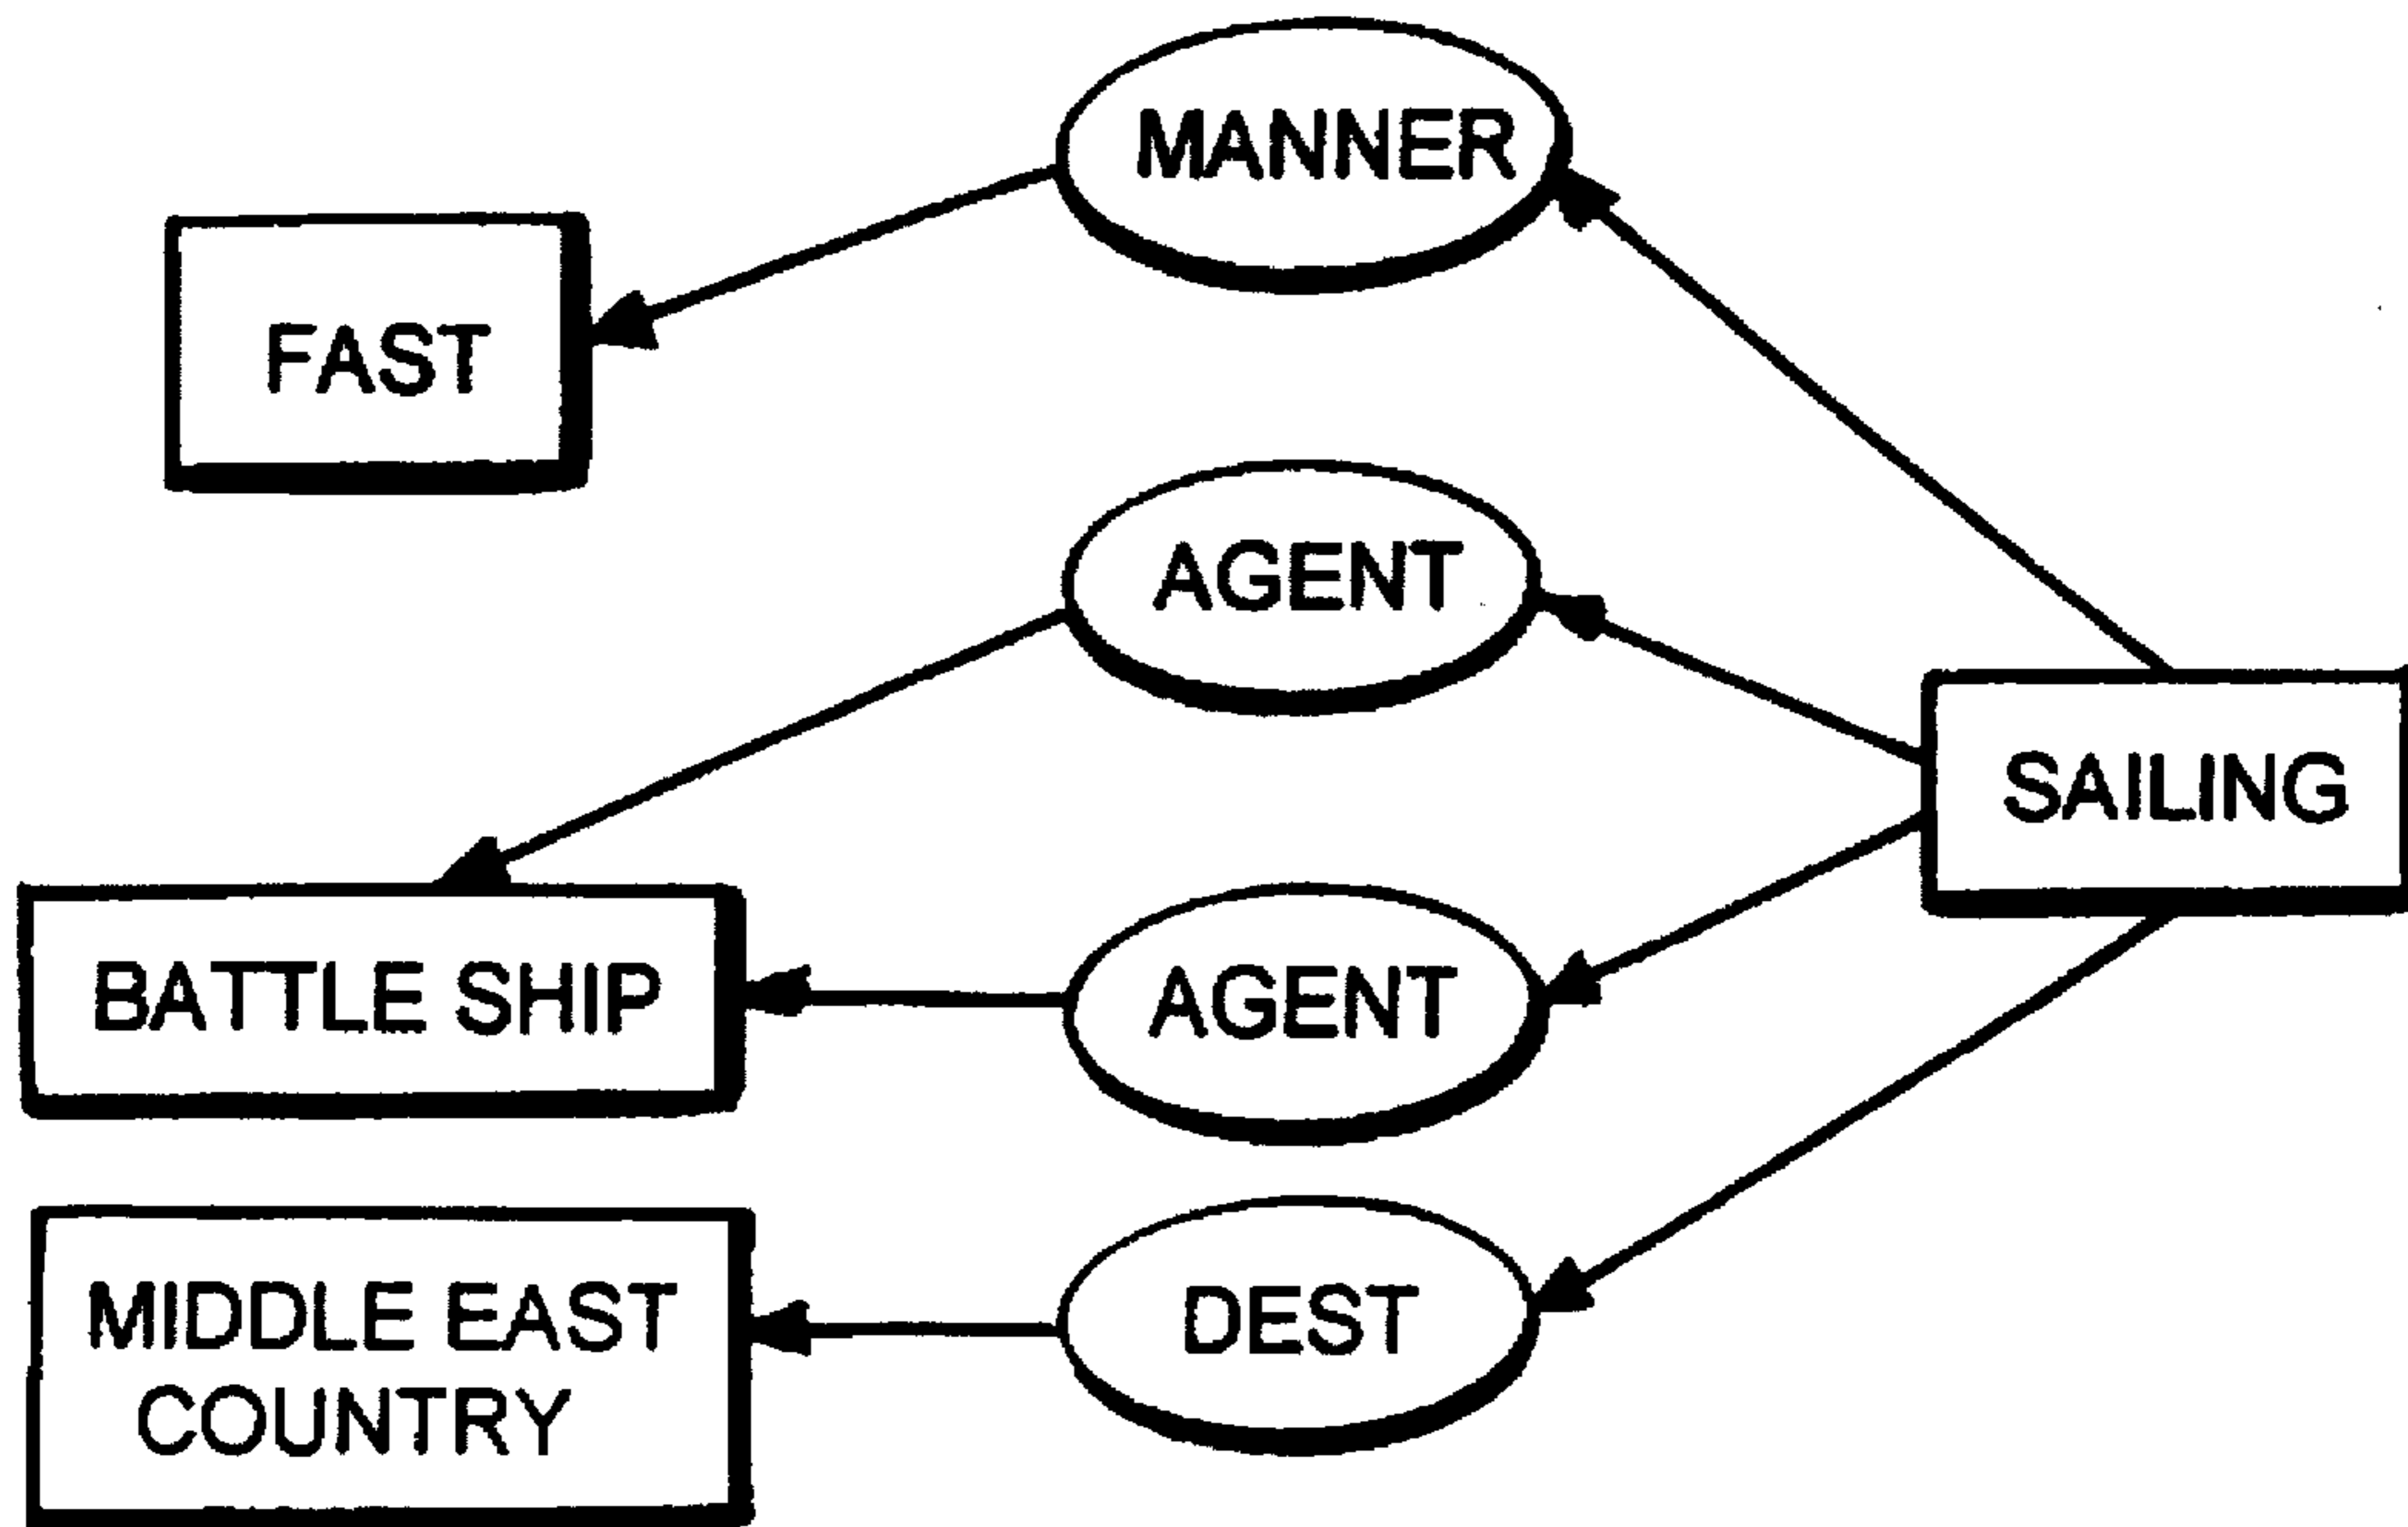 MANNER
FAST
AGENT
SAILING
BATTLE SHIP
AGENT
MIDDLE EAST
COUNTRY
DEST